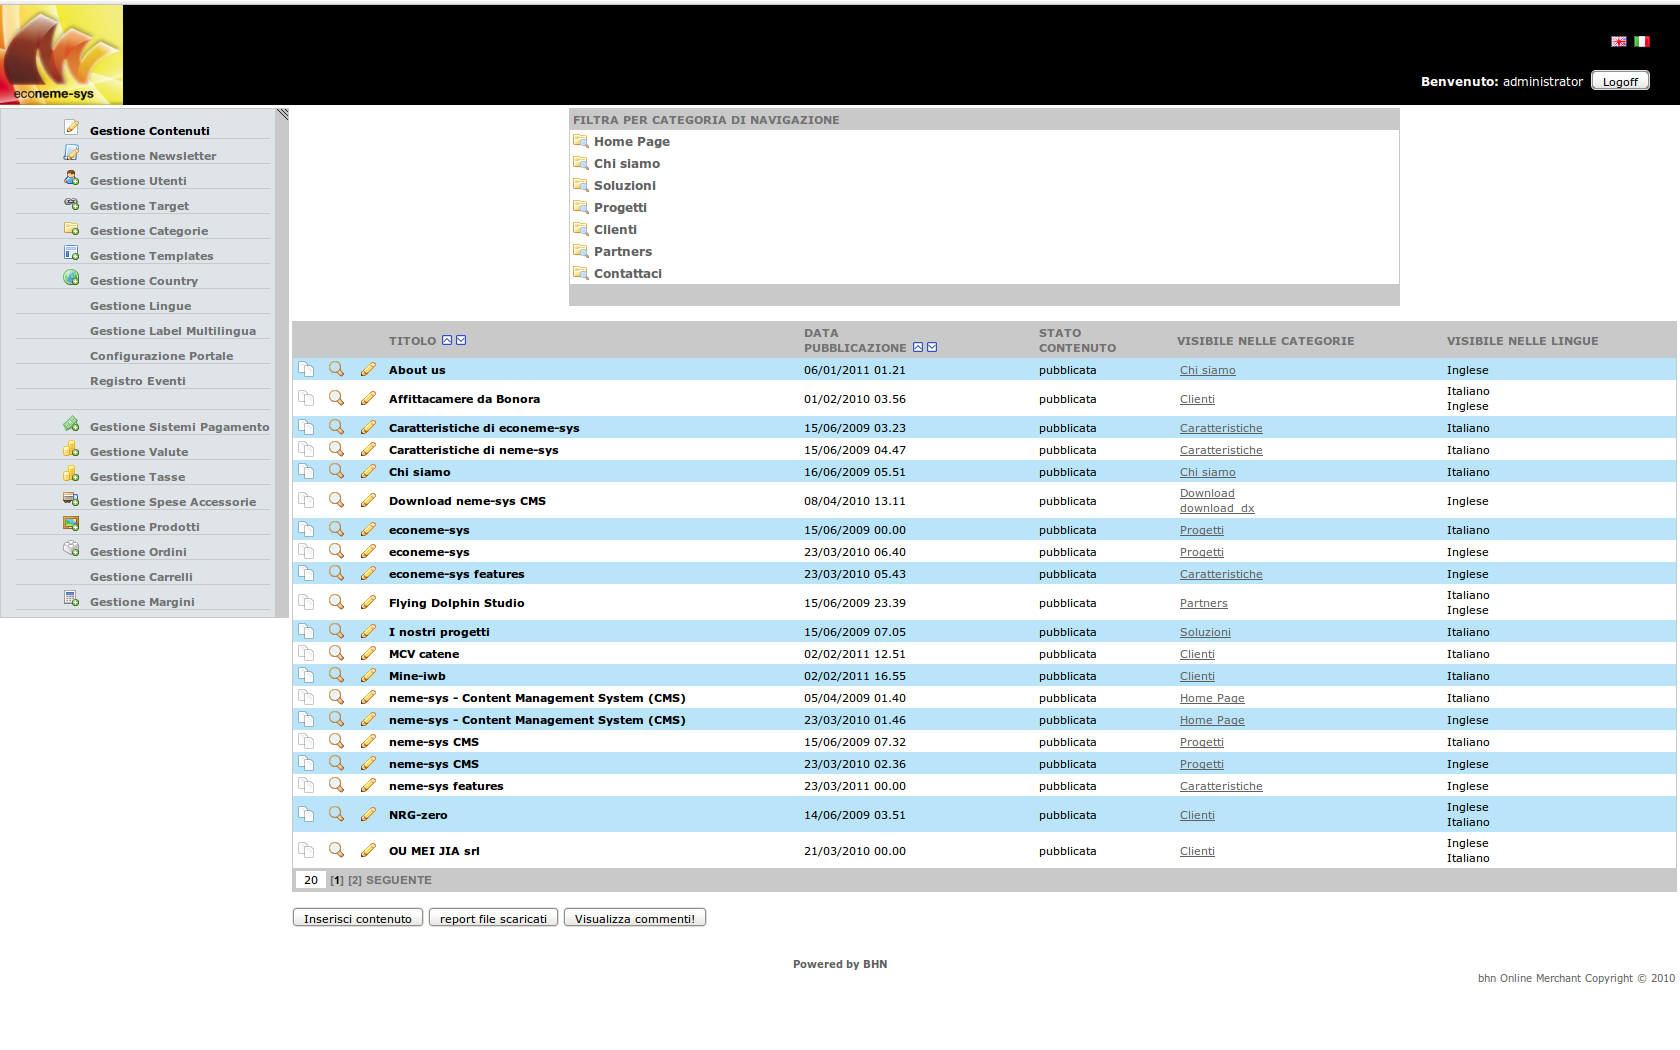 econeme-sys
Benvenuto: administrator Logoff
Gestione Contenuti
Gestione Newsletter
Gestione Utenti
Gestione Target
Gestione Categorie
Gestione Templates
Gestione Country
Gestione Lingue
Gestione Label Multilingua
Configurazione Portale
Registro Eventi
Gestione Sistemi Pagamento
Gestione Valute
Gestione Tasse
Gestione Spese Accessorie
Gestione Prodotti
Gestione Ordini
Gestione Carrelli
Gestione Margini
FILTRA PER CATEGORIA DI NAVIGAZIONE
Home Page
Chi siamo
Soluzioni
Progetti
Clienti
Partners
Contattaci
TITOLO DATA PUBBLICAZIONE STATO CONTENUTO VISIBILE NELLE CATEGORIE VISIBILE NELLE LINGUE
About us 06/01/2011 01.21 pubblicata Chi siamo Inglese
Affittacamere da Bonora 01/02/2010 03.56 pubblicata Clienti Italiano Inglese
Caratteristiche di econeme-sys 15/06/2009 03.23 pubblicata Caratteristiche Italiano
Caratteristiche di neme-sys 15/06/2009 04.47 pubblicata Caratteristiche Italiano
Chi siamo 16/06/2009 05.51 pubblicata Chi siamo Italiano
Download neme-sys CMS 08/04/2010 13.11 pubblicata Download download_dx Inglese
econeme-sys 15/06/2009 00.00 pubblicata Progetti Italiano
econeme-sys 23/03/2010 06.40 pubblicata Progetti Inglese
econeme-sys features 23/03/2010 05.43 pubblicata Caratteristiche Inglese
Flying Dolphin Studio 15/06/2009 23.39 pubblicata Partners Italiano Inglese
I nostri progetti 15/06/2009 07.05 pubblicata Soluzioni Italiano
MCV catene 02/02/2011 12.51 pubblicata Clienti Italiano
Mine-iwb 02/02/2011 16.55 pubblicata Clienti Italiano
neme-sys - Content Management System (CMS) 05/04/2009 01.40 pubblicata Home Page Italiano
neme-sys - Content Management System (CMS) 23/03/2010 01.46 pubblicata Home Page Inglese
neme-sys CMS 15/06/2009 07.32 pubblicata Progetti Italiano
neme-sys CMS 23/03/2010 02.36 pubblicata Progetti Inglese
neme-sys features 23/03/2011 00.00 pubblicata Caratteristiche Inglese
NRG-zero 14/06/2009 03.51 pubblicata Clienti Inglese Italiano
OU MEI JIA srl 21/03/2010 00.00 pubblicata Clienti Inglese Italiano
20 [1] [2] SEGUENTE
Inserisci contenuto report file scaricati Visualizza commenti!
Powered by BHN
bhn Online Merchant Copyright © 2010